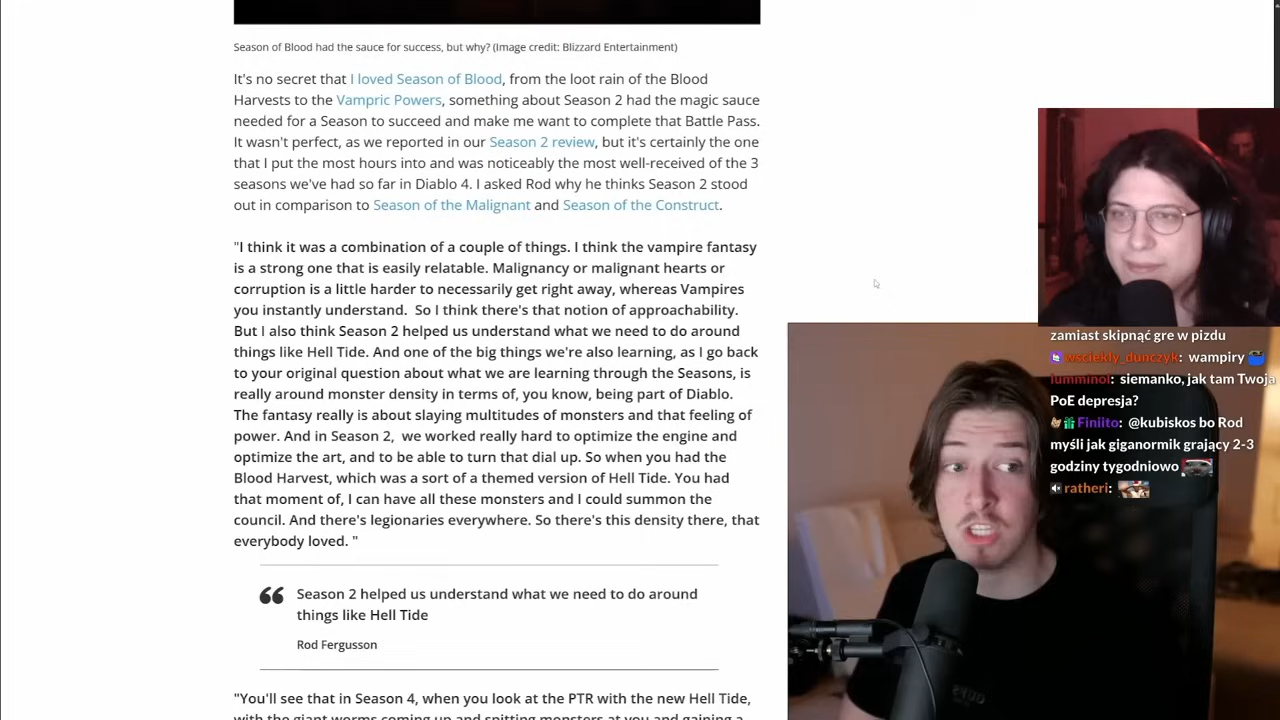 Season of Blood had the sauce for success, but why? (Image credit: Blizzard Entertainment)
It's no secret that I loved Season of Blood, from the loot rain of the Blood
Harvests to the Vampric Powers, something about Season 2 had the magic sauce
needed for a Season to succeed and make me want to complete that Battle Pass.
It wasn't perfect, as we reported in our Season 2 review, but it's certainly the one
that I put the most hours into and was noticeably the most well-received of the 3
seasons we've had so far in Diablo 4. I asked Rod why he thinks Season 2 stood
out in comparison to Season of the Malignant and Season of the Construct.
"I think it was a combination of a couple of things. I think the vampire fantasy
is a strong one that is easily relatable. Malignancy or malignant hearts or
corruption is a little harder to necessarily get right away, whereas Vampires
you instantly understand.  So I think there's that notion of approachability.
But I also think Season 2 helped us understand what we need to do around
things like Hell Tide. And one of the big things we're also learning, as I go back
to your original question about what we are learning through the Seasons, is
really around monster density in terms of, you know, being part of Diablo.
The fantasy really is about slaying multitudes of monsters and that feeling of
power. And in Season 2,  we worked really hard to optimize the engine and
optimize the art, and to be able to turn that dial up. So when you had the
Blood Harvest, which was a sort of a themed version of Hell Tide. You had
that moment of, I can have all these monsters and I could summon the
council. And there's legionaries everywhere. So there's this density there, that
everybody loved. "
Season 2 helped us understand what we need to do around
things like Hell Tide
Rod Fergusson
"You'll see that in Season 4, when you look at the PTR with the new Hell Tide,
with the giant worms coming up and spitting monsters at you and gaining a
zamiast skipnąć gre w pizdu
wsciekly_dunczyk: wampiry
lumminol: siemanko, jak tam Twoja
PoE depresja?
Finiito: @kubiskos bo Rod
myśli jak giganormik grający 2-3
godziny tygodniowo
ratheri: